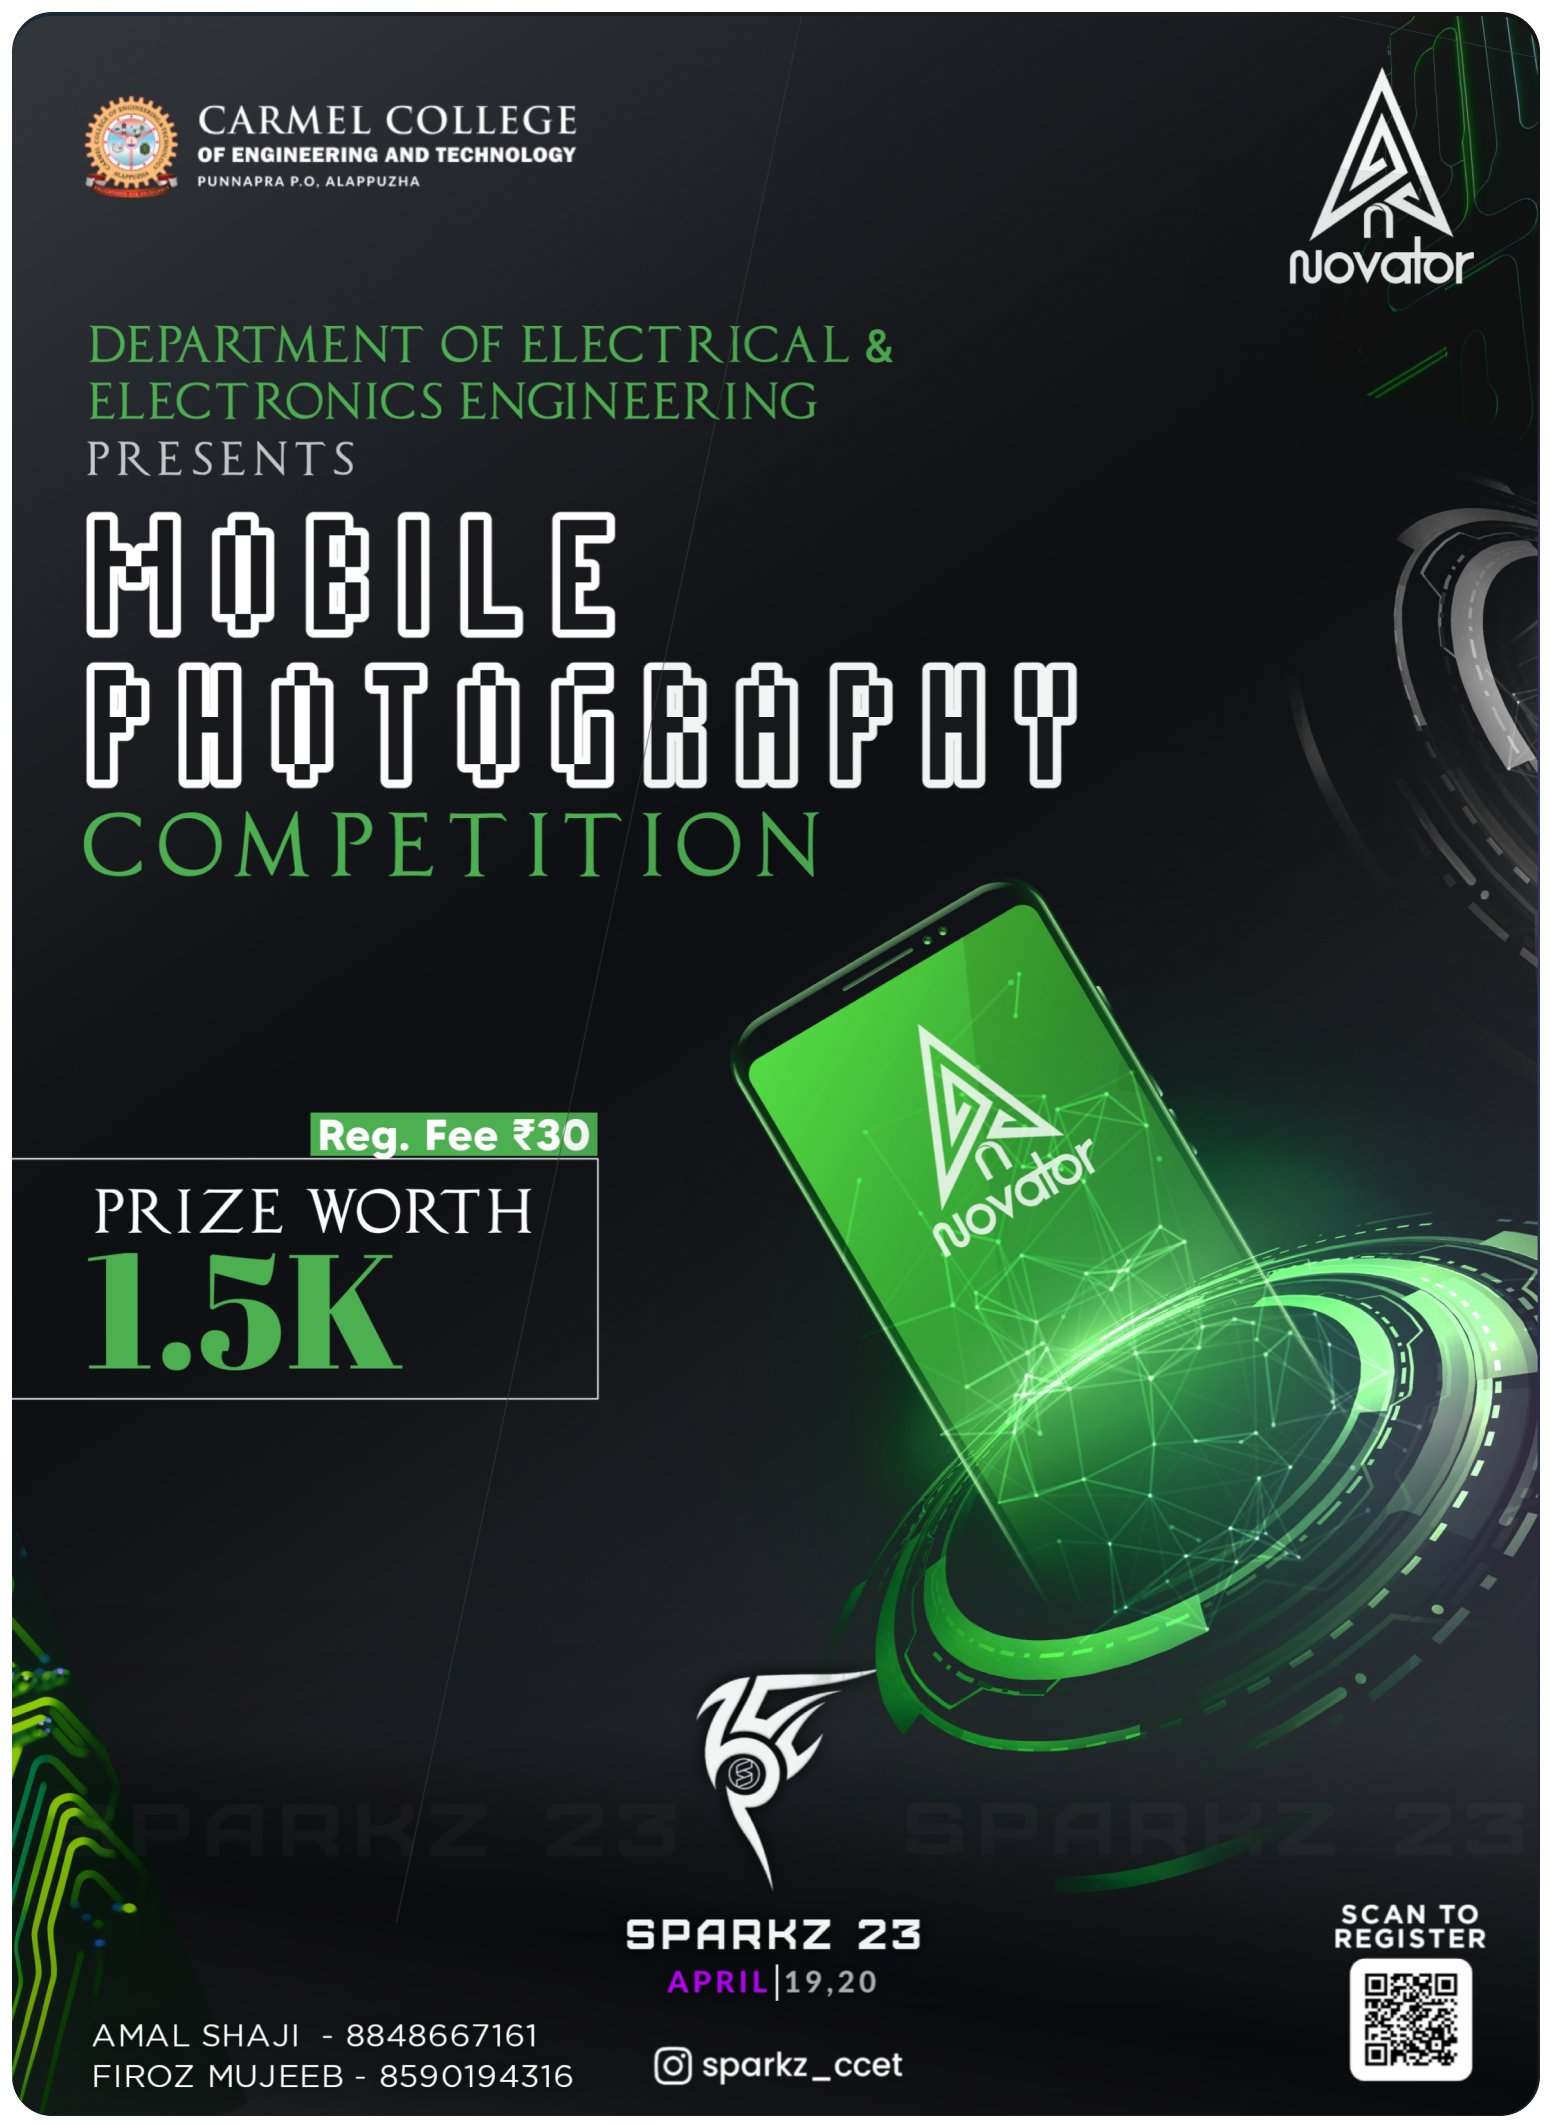 CARMEL COLLEGE
OF ENGINEERING AND TECHNOLOGY
PUNNAPRA P.O, ALAPPUZHA
n
Novator
DEPARTMENT OF ELECTRICAL &
ELECTRONICS ENGINEERING
PRESENTS
MOBILE
PHOTOGRAPHY
COMPETITION
n
Novator
Reg. Fee ₹30
PRIZE WORTH
1.5K
SPARKZ 23
SPARKZ 23
SPARKZ 23
APRIL|19,20
SCAN TO
REGISTER
AMAL SHAJI - 8848667161
FIROZ MUJEEB - 8590194316
sparkz_ccet